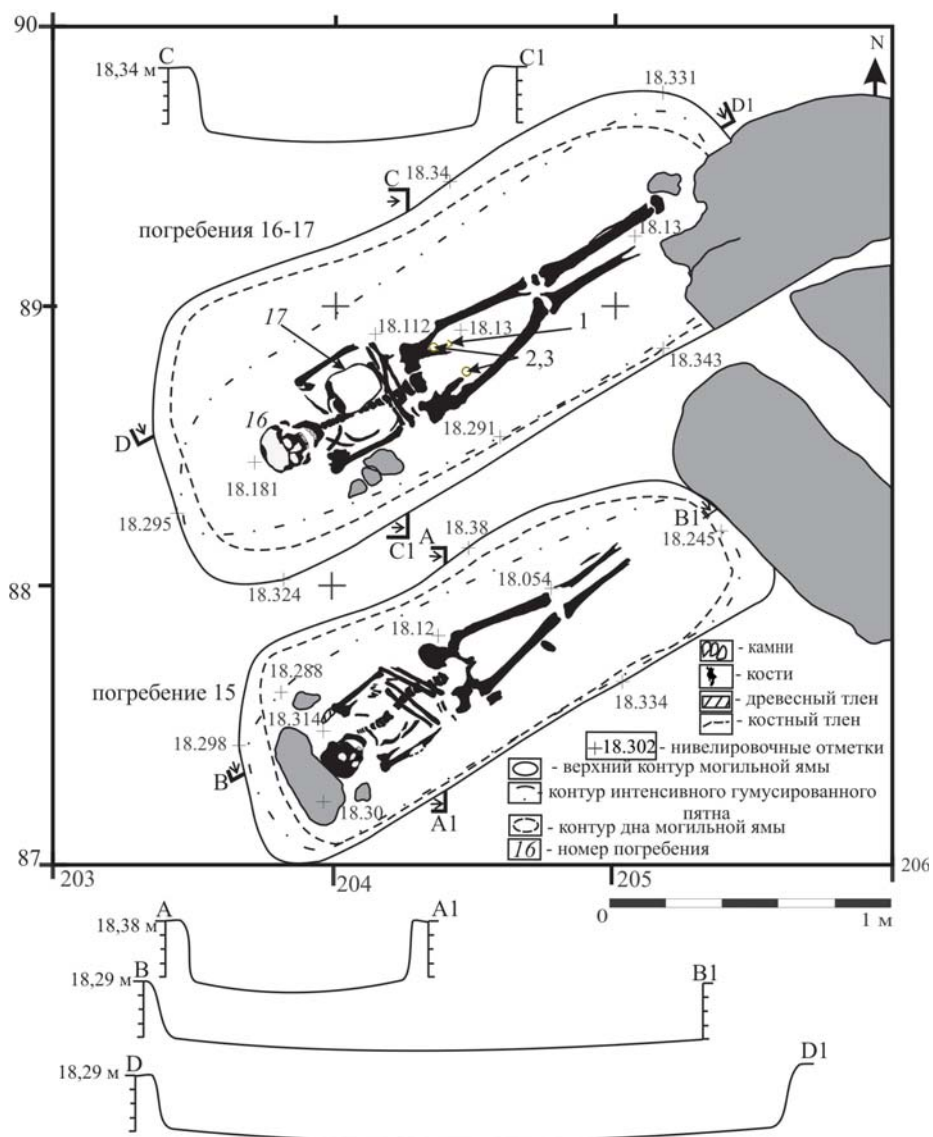 90
C
C1
18,34 м
N
18.331
D1
C
18.34
погребения 16-17
18.13
89
17
18.112
18.13
1
2,3
18.343
16
D
18.291
18.181
18.295
C1
A
18.38
B1
18.245
18.324
88
18.054
18.12
- камни
- кости
погребение 15
18.288
- древесный тлен
18.334
- костный тлен
18.314
+18.302 - нивелировочные отметки
18.298
- верхний контур могильной ямы
B
- контур интенсивного гумусированного
18.30
пятна
A1
- контур дна могильной ямы
16 - номер погребения
87
203
204
205
206
A
A1
0
1 м
18,38 м
B
B1
18,29 м
D
D1
18,29 м